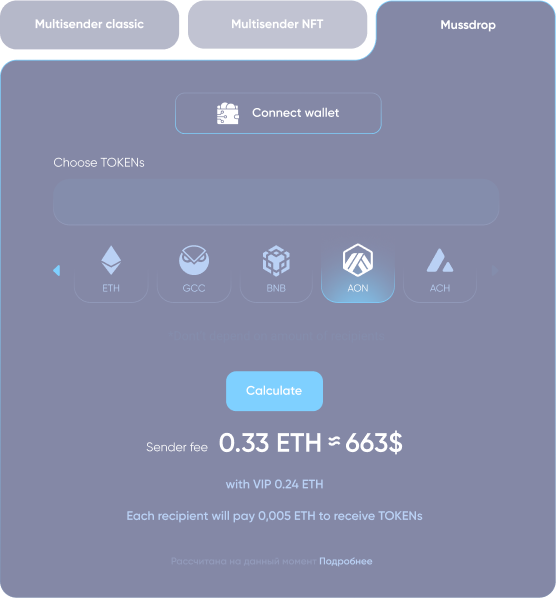 Multisender classic
Multisender NFT
Mussdrop
Connect wallet
Choose TOKENs
ETH
GCC
BNB
AON
ACH
Calculate
Sender fee 0.33 ETH ≈ 663$
with VIP 0.24 ETH
Each recipient will pay 0,005 ETH to receive TOKENs
Рассчитано на данный момент Подробнее